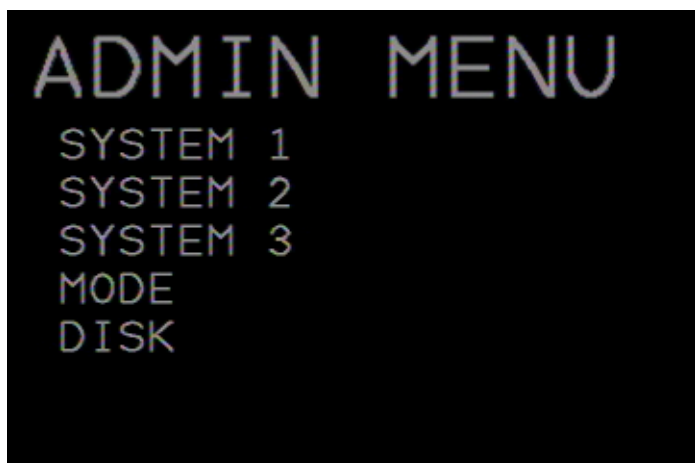 ADMIN MENU
SYSTEM 1
SYSTEM 2
SYSTEM 3
MODE
DISK